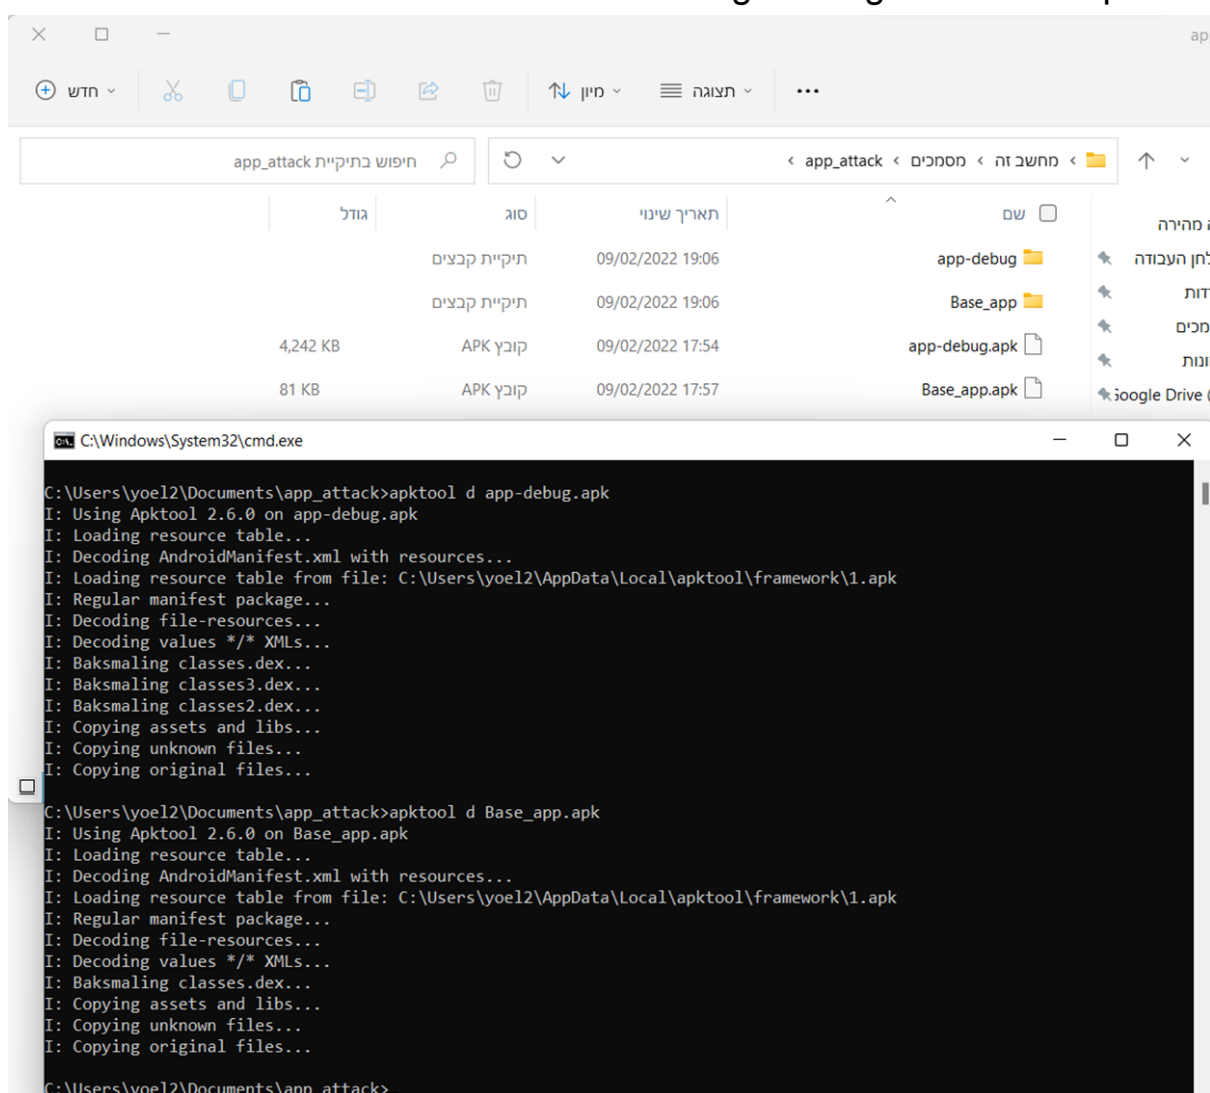 ap
חדש
מיון
תצוגה
מחשב זה › מסמכים › app_attack ›
חיפוש בתיקיית app_attack
שם
תאריך שינוי
סוג
גודל
app-debug
09/02/2022 19:06
תיקיית קבצים
Base_app
09/02/2022 19:06
תיקיית קבצים
app-debug.apk
09/02/2022 17:54
קובץ APK
4,242 KB
Base_app.apk
09/02/2022 17:57
קובץ APK
81 KB
מהירה
העבודה
Google Drive (
C:\Windows\System32\cmd.exe
C:\Users\yoel2\Documents\app_attack>apktool d app-debug.apk
I: Using Apktool 2.6.0 on app-debug.apk
I: Loading resource table...
I: Decoding AndroidManifest.xml with resources...
I: Loading resource table from file: C:\Users\yoel2\AppData\Local\apktool\framework\1.apk
I: Regular manifest package...
I: Decoding file-resources...
I: Decoding values */* XMLs...
I: Baksmaling classes.dex...
I: Baksmaling classes3.dex...
I: Baksmaling classes2.dex...
I: Copying assets and libs...
I: Copying unknown files...
I: Copying original files...
C:\Users\yoel2\Documents\app_attack>apktool d Base_app.apk
I: Using Apktool 2.6.0 on Base_app.apk
I: Loading resource table...
I: Decoding AndroidManifest.xml with resources...
I: Loading resource table from file: C:\Users\yoel2\AppData\Local\apktool\framework\1.apk
I: Regular manifest package...
I: Decoding file-resources...
I: Decoding values */* XMLs...
I: Baksmaling classes.dex...
I: Copying assets and libs...
I: Copying unknown files...
I: Copying original files...
C:\Users\yoel2\Documents\app_attack>